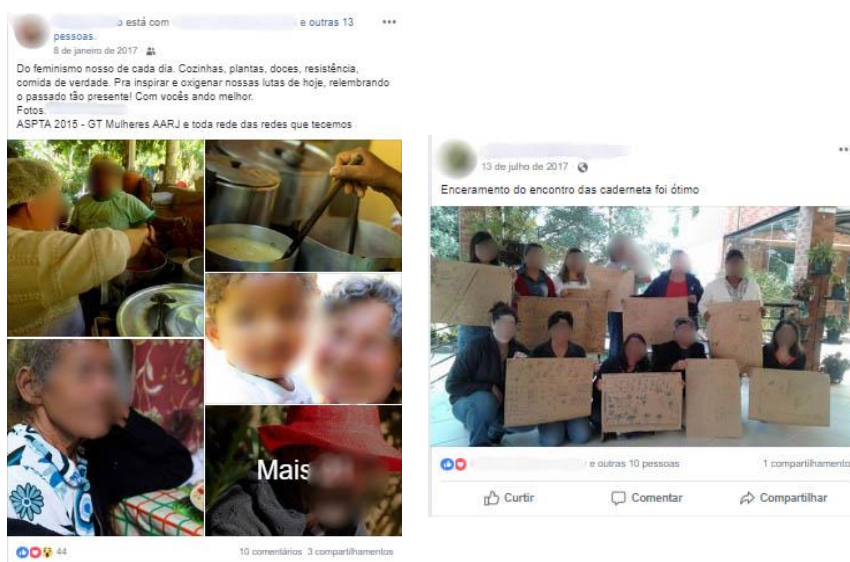 está com
e outras 13
pessoas.
8 de janeiro de 2017
Do feminismo nosso de cada dia. Cozinhas, plantas, doces, resistência,
comida de verdade. Pra inspirar e oxigenar nossas lutas de hoje, relembrando
o passado tão presente! Com vocês ando melhor.
Fotos.
ASPTA 2015 - GT Mulheres AARJ e toda rede das redes que tecemos
Mais
44
10 comentários 3 compartilhamentos
13 de julho de 2017
Enceramento do encontro das caderneta foi ótimo
e outras 10 pessoas
1 compartilhamento
Curtir
Comentar
Compartilhar